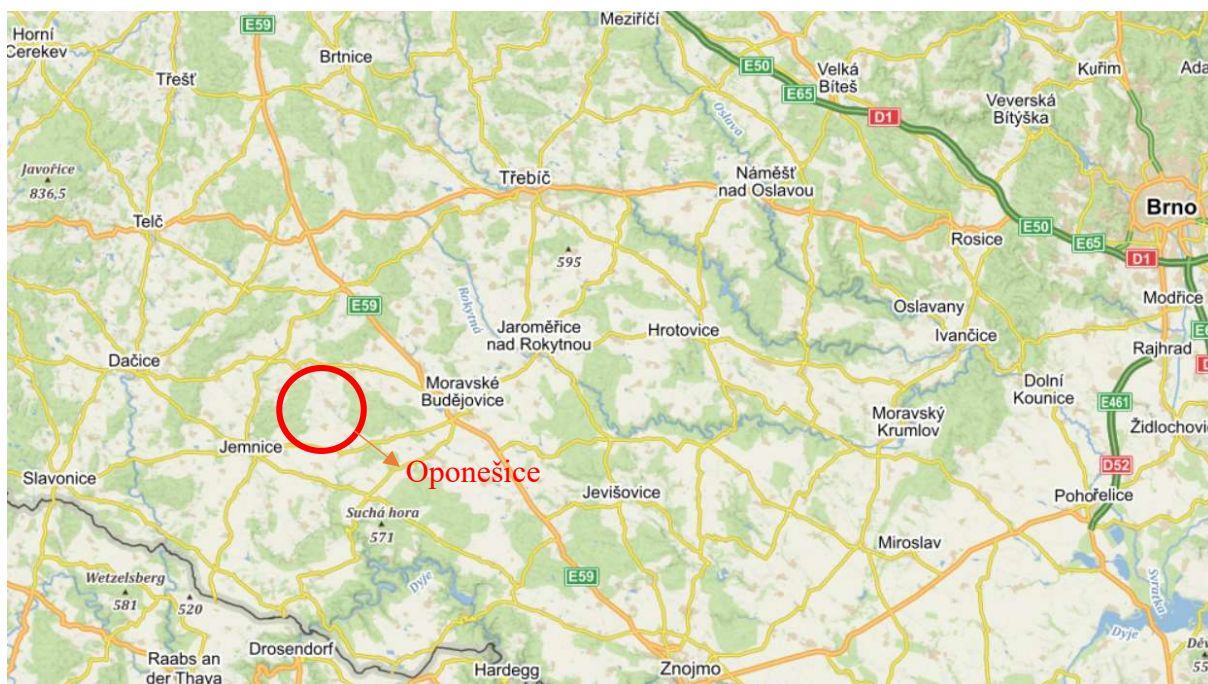 Meziříčí
E59
Horní
Cerekev
Brtnice
Třešť
E50
Velká
Bíteš
Kuřim
E65
D1
Veverská
Bítýška
Oslava
Javořice
836,5
Třebíč
Náměšť
nad Oslavou
Telč
Brno
E50
E65
D1
Rosice
595
E59
Rokytná
Modřice
Oslavany
Jaroměřice
nad Rokytnou
Hrotovice
Ivančice
Rajhrad
Dačice
Moravské
Budějovice
Dolní
Kounice
E461
Moravský
Krumlov
Židlochovi
Jemnice
Oponešice
D52
Slavonice
Jevišovice
Pohořelice
Suchá hora
571
Miroslav
Wetzelsberg
581
520
Dyje
E59
Svratka
Dyje
Drosendorf
Raabs an
der Thaya
Hardegg
Znojmo